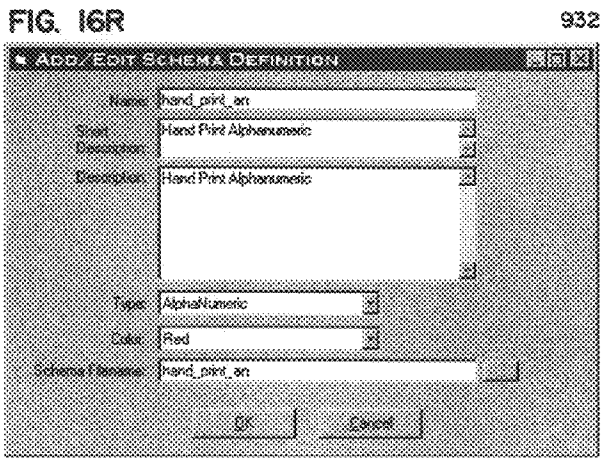 FIG. 16R 932
ADD/EDIT SCHEMA DEFINITION
Name: hand_print_an
Short Description: Hand Print Alphanumeric
Description: Hand Print Alphanumeric
Type: AlphaNumeric
Color: Red
Schema Filename: hand_print_an
OK Cancel